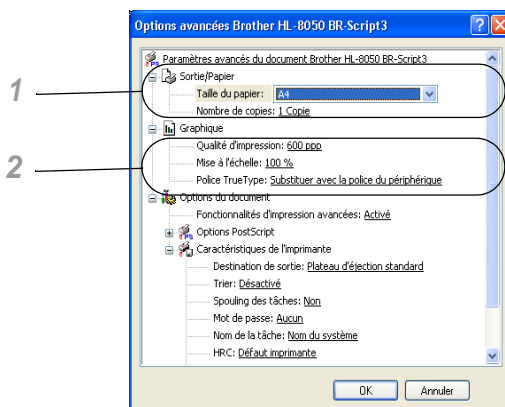 Options avancées Brother HL-8050 BR-Script3
Paramètres avancés du document Brother HL-8050 BR-Script3
Sortie/Papier
1
Taille du papier: A4
Nombre de copies: 1 Copie
Graphique
Qualité d'impression: 600 ppp
2
Mise à l'échelle: 100 %
Police TrueType: Substituer avec la police du périphérique
Options du document
Fonctionnalités d'impression avancées: Activé
Options PostScript
Caractéristiques de l'imprimante
Destination de sortie: Plateau d'éjection standard
Trier: Désactivé
Spouling des tâches: Non
Mot de passe: Aucun
Nom de la tâche: Nom du système
HRC: Défaut imprimante
OK Annuler